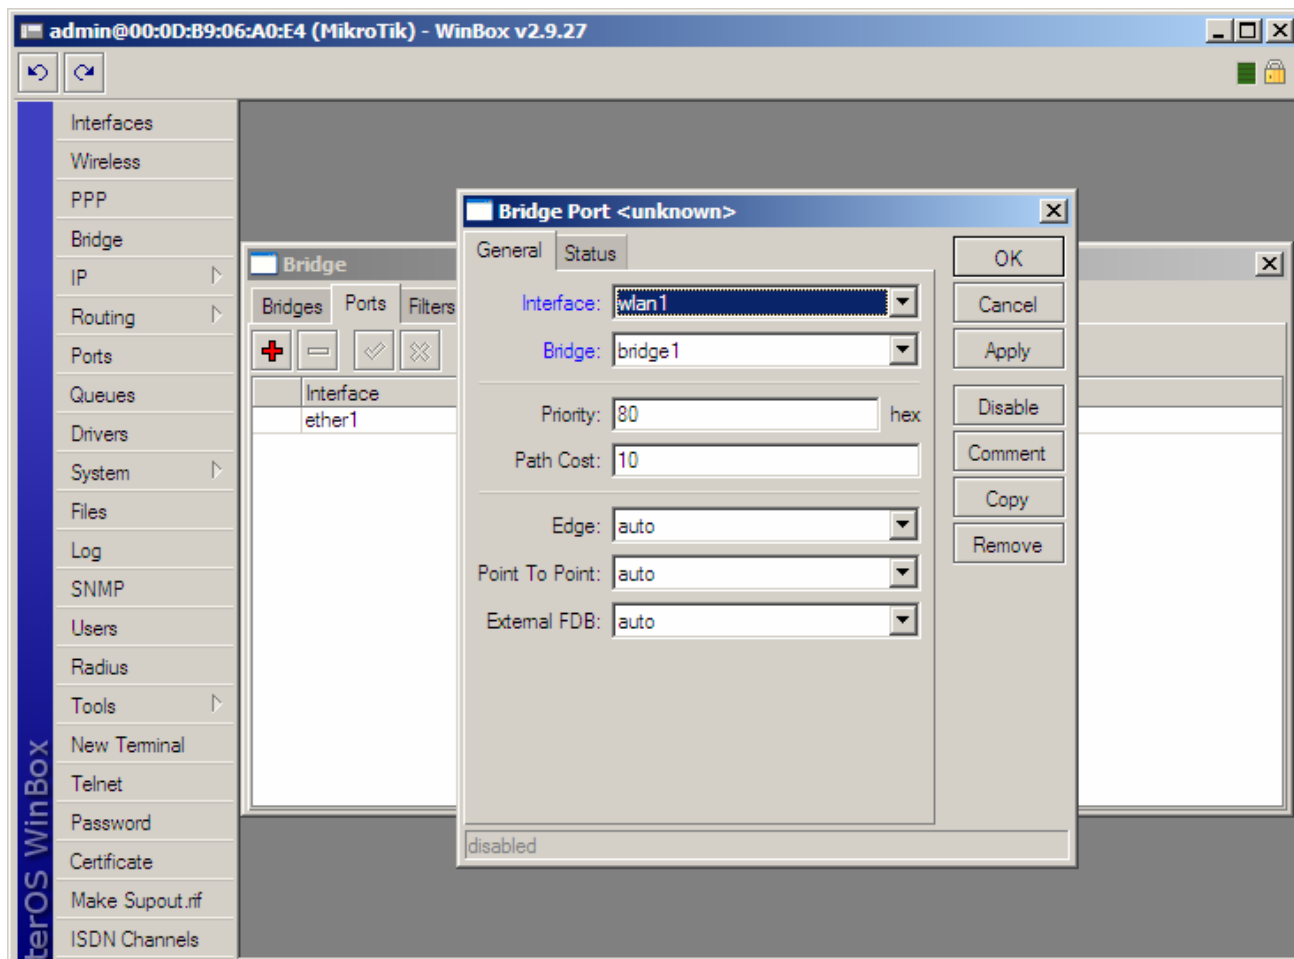 admin@00:0D:B9:06:A0:E4 (MikroTik) - WinBox v2.9.27
Interfaces
Wireless
PPP
Bridge
IP
Routing
Ports
Queues
Drivers
System
Files
Log
SNMP
Users
Radius
Tools
New Terminal
Telnet
Password
Certificate
Make Supout.rif
ISDN Channels
terOS WinBox
Bridge
Bridges Ports Filters
Interface
ether1
Bridge Port <unknown>
General Status
Interface: wlan1
Bridge: bridge1
Priority: 80 hex
Path Cost: 10
Edge: auto
Point To Point: auto
External FDB: auto
OK
Cancel
Apply
Disable
Comment
Copy
Remove
disabled